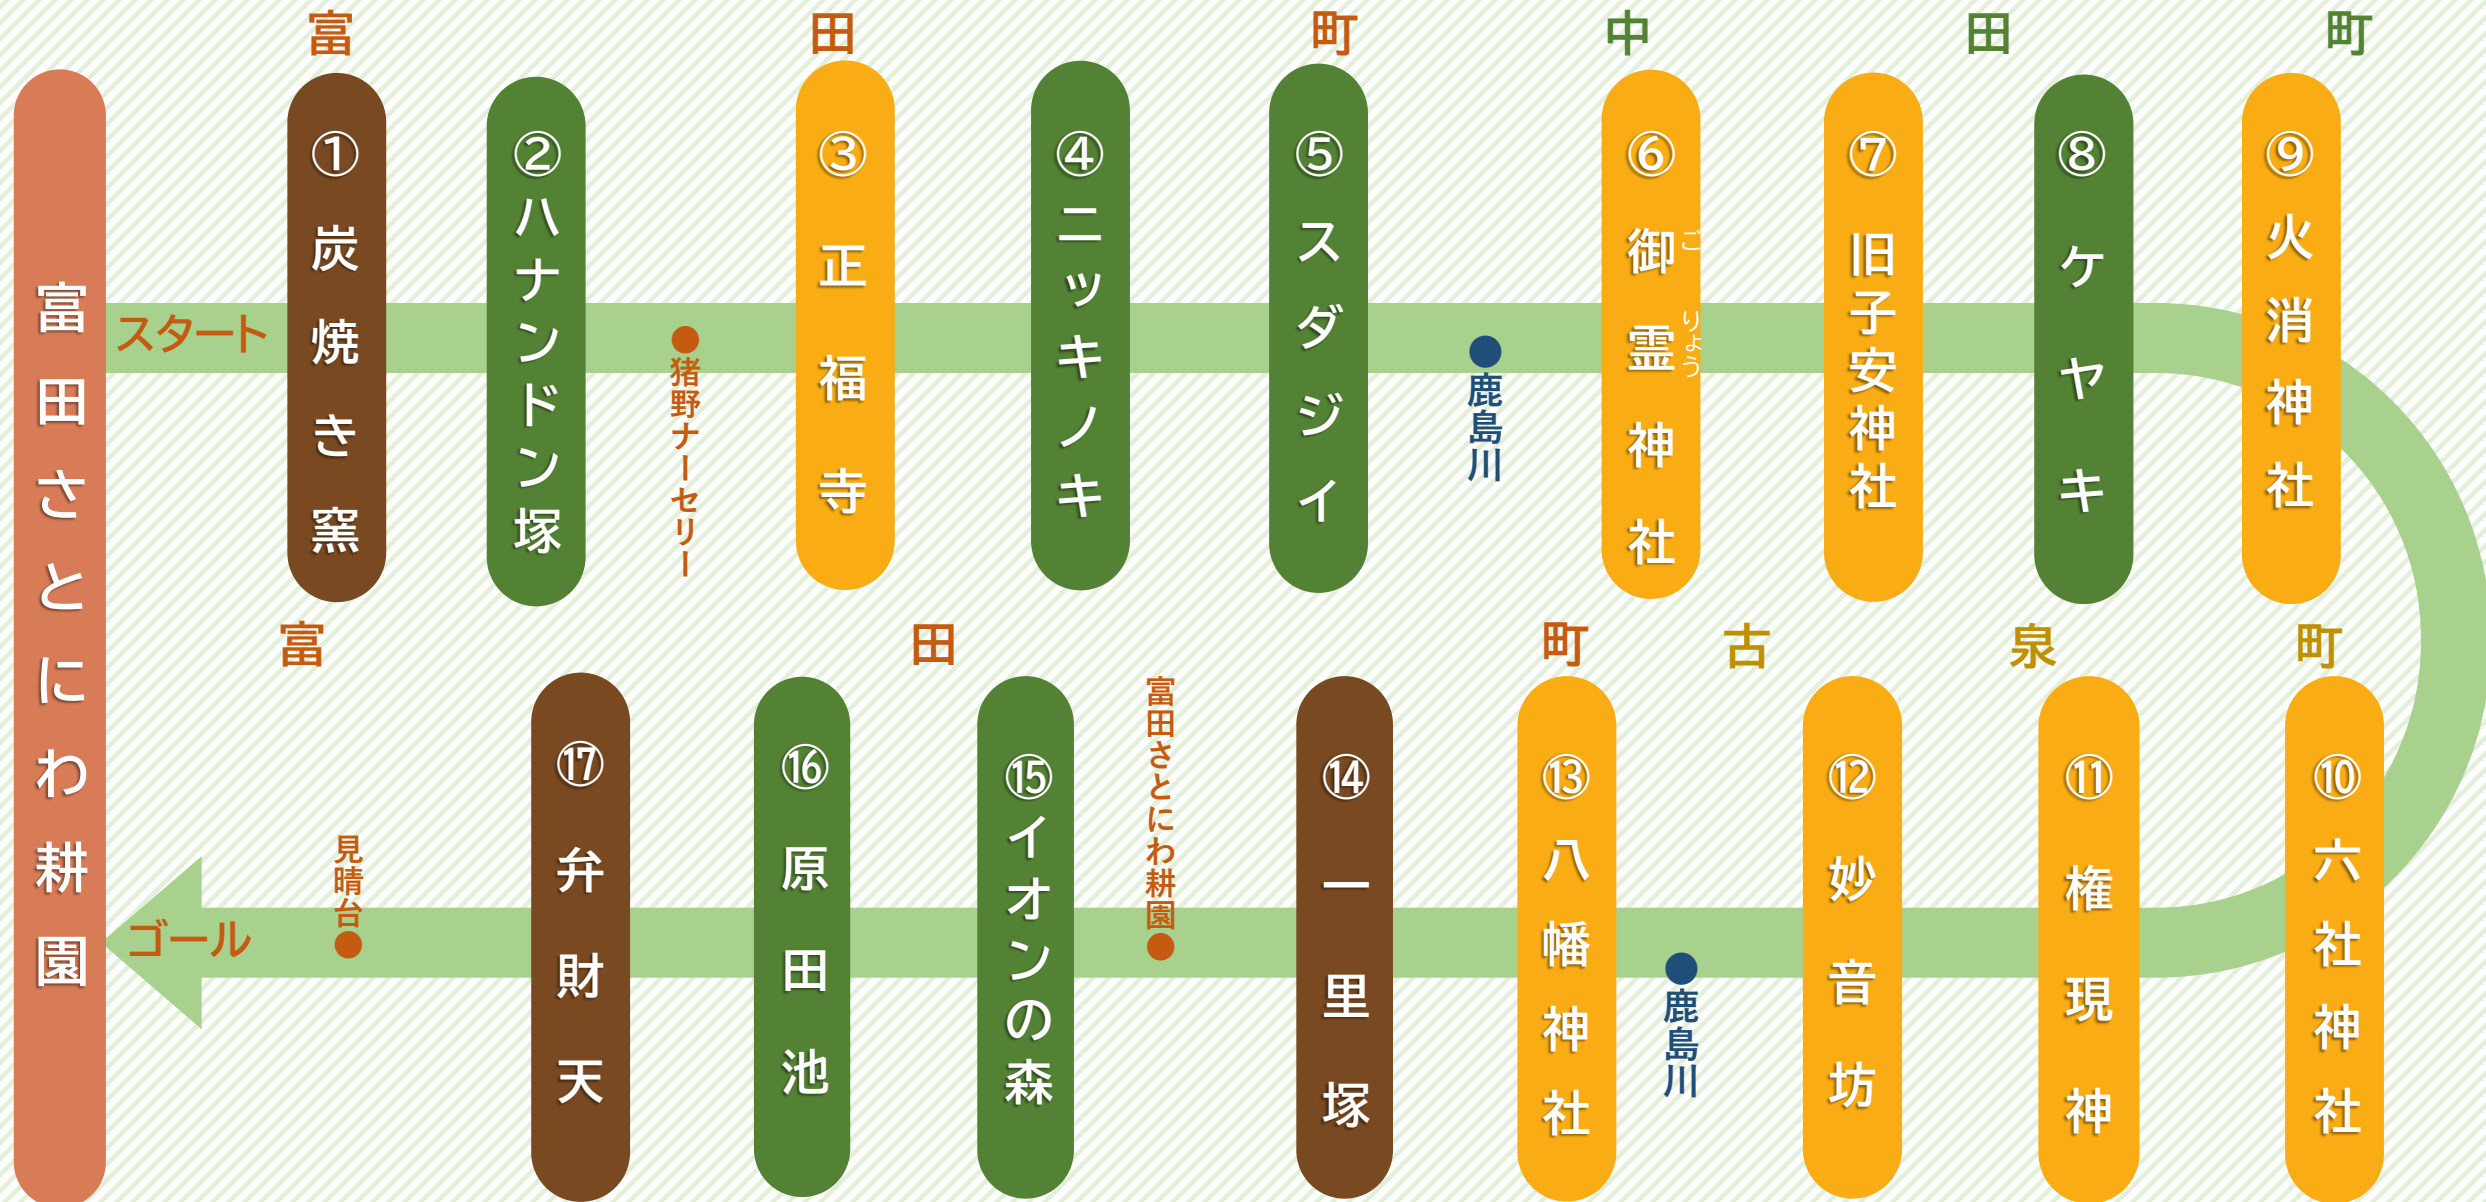 富田町
中田町
富田さとにわ耕園
スタート
①炭焼き窯
②ハナンドン塚
猪野ナーセリー
③正福寺
④ニッキノキ
⑤スダジイ
鹿島川
⑥御霊神社
ごりょう
⑦旧子安神社
⑧ケヤキ
⑨火消神社
富田町
古泉町
⑩六社神社
⑪権現神
⑫妙音坊
鹿島川
⑬八幡神社
⑭一里塚
富田さとにわ耕園
⑮イオンの森
⑯原田池
⑰弁財天
見晴台
ゴール